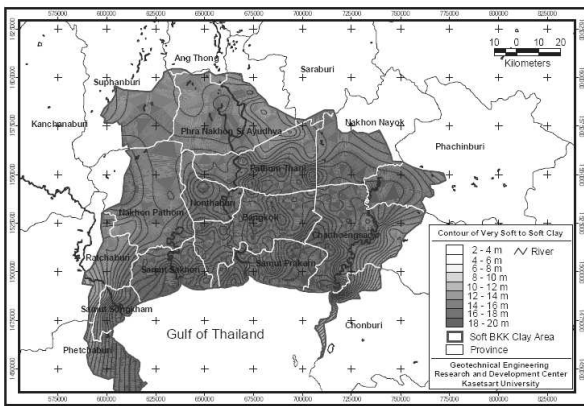 575000 600000 625000 650000 675000 700000 725000 750000 775000 800000 825000
10 0 10 20
Kilometers
Ang Thong
Suphanburi
Saraburi
Kanchanaburi
Phra Nakhon Si Ayudhya
Nakhon Nayok
Phachinburi
Pathum Thani
Nonthaburi
Nakhon Pathom
Bangkok
Chachoengsao
Ratchaburi
Samut Sakhon
Samut Prakarn
Samut Songkham
Gulf of Thailand
Chonburi
Phetchaburi
Contour of Very Soft to Soft Clay
2 - 4 m
River
4 - 6 m
6 - 8 m
8 - 10 m
10 - 12 m
12 - 14 m
14 - 16 m
16 - 18 m
18 - 20 m
Soft BKK Clay Area
Province
Geotechnical Engineering
Research and Development Center
Kasetsart University
575000 600000 625000 650000 675000 700000 725000 750000 775000 800000 825000